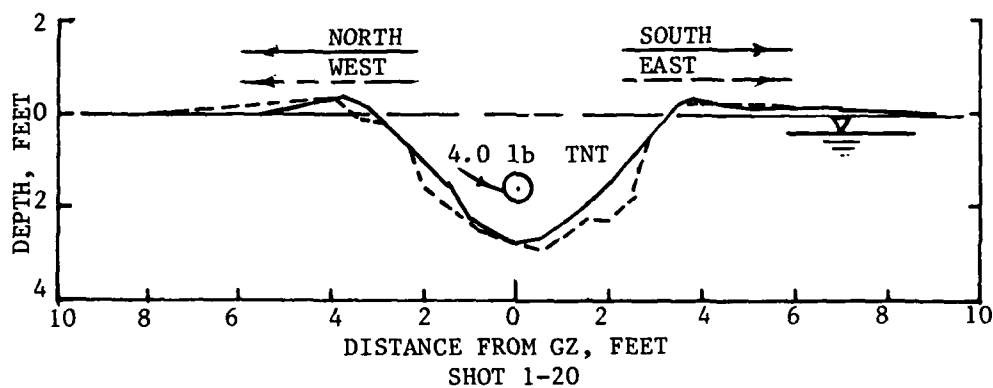 2
NORTH
SOUTH
WEST
EAST
0
4.0 lb TNT
DEPTH, FEET
2
4
10 8 6 4 2 0 2 4 6 8 10
DISTANCE FROM GZ, FEET
SHOT 1-20